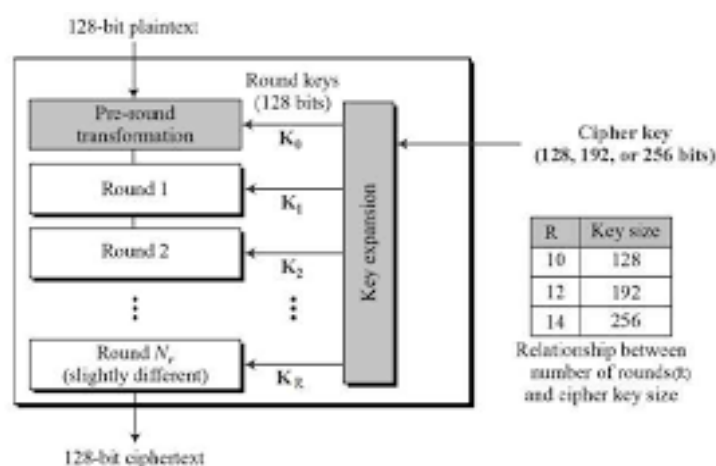 128-bit plaintext
Round keys
(128 bits)
Pre-round
transformation
K0
Cipher key
(128, 192, or 256 bits)
Round 1
K1
Round 2
K2
Key expansion
Round Nr
(slightly different)
KR
128-bit ciphertext
R Key size
10 128
12 192
14 256
Relationship between
number of rounds(R)
and cipher key size